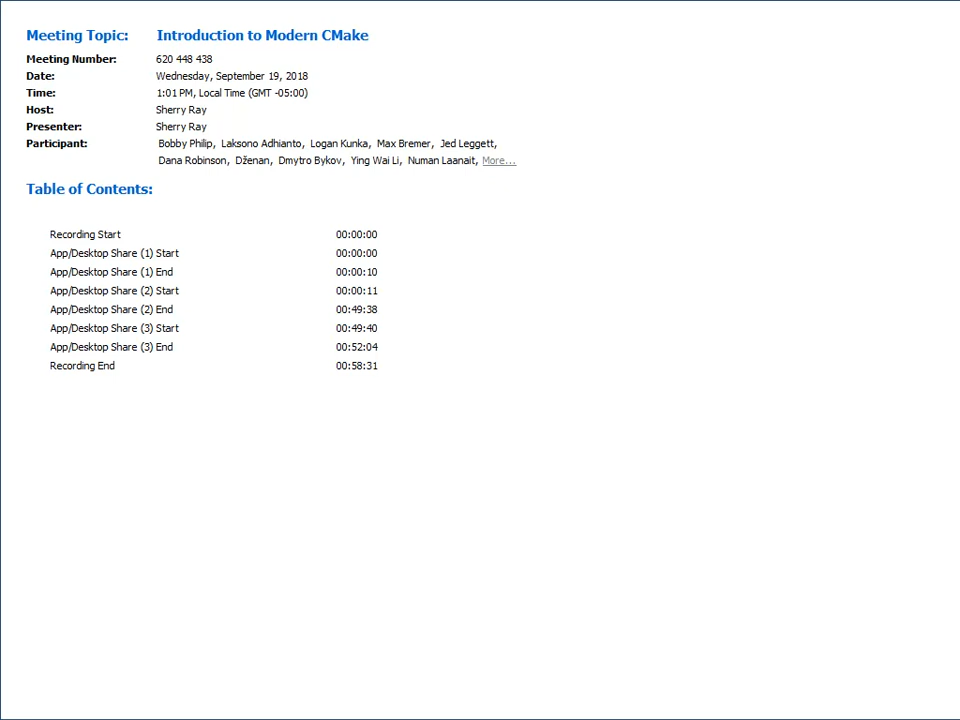 Meeting Topic: Introduction to Modern CMake
Meeting Number: 620 448 438
Date: Wednesday, September 19, 2018
Time: 1:01 PM, Local Time (GMT -05:00)
Host: Sherry Ray
Presenter: Sherry Ray
Participant: Bobby Philip, Laksono Adhianto, Logan Kunka, Max Bremer, Jed Leggett,
Dana Robinson, Dženan, Dmytro Bykov, Ying Wai Li, Numan Laanait, More...
Table of Contents:
Recording Start 00:00:00
App/Desktop Share (1) Start 00:00:00
App/Desktop Share (1) End 00:00:10
App/Desktop Share (2) Start 00:00:11
App/Desktop Share (2) End 00:49:38
App/Desktop Share (3) Start 00:49:40
App/Desktop Share (3) End 00:52:04
Recording End 00:58:31